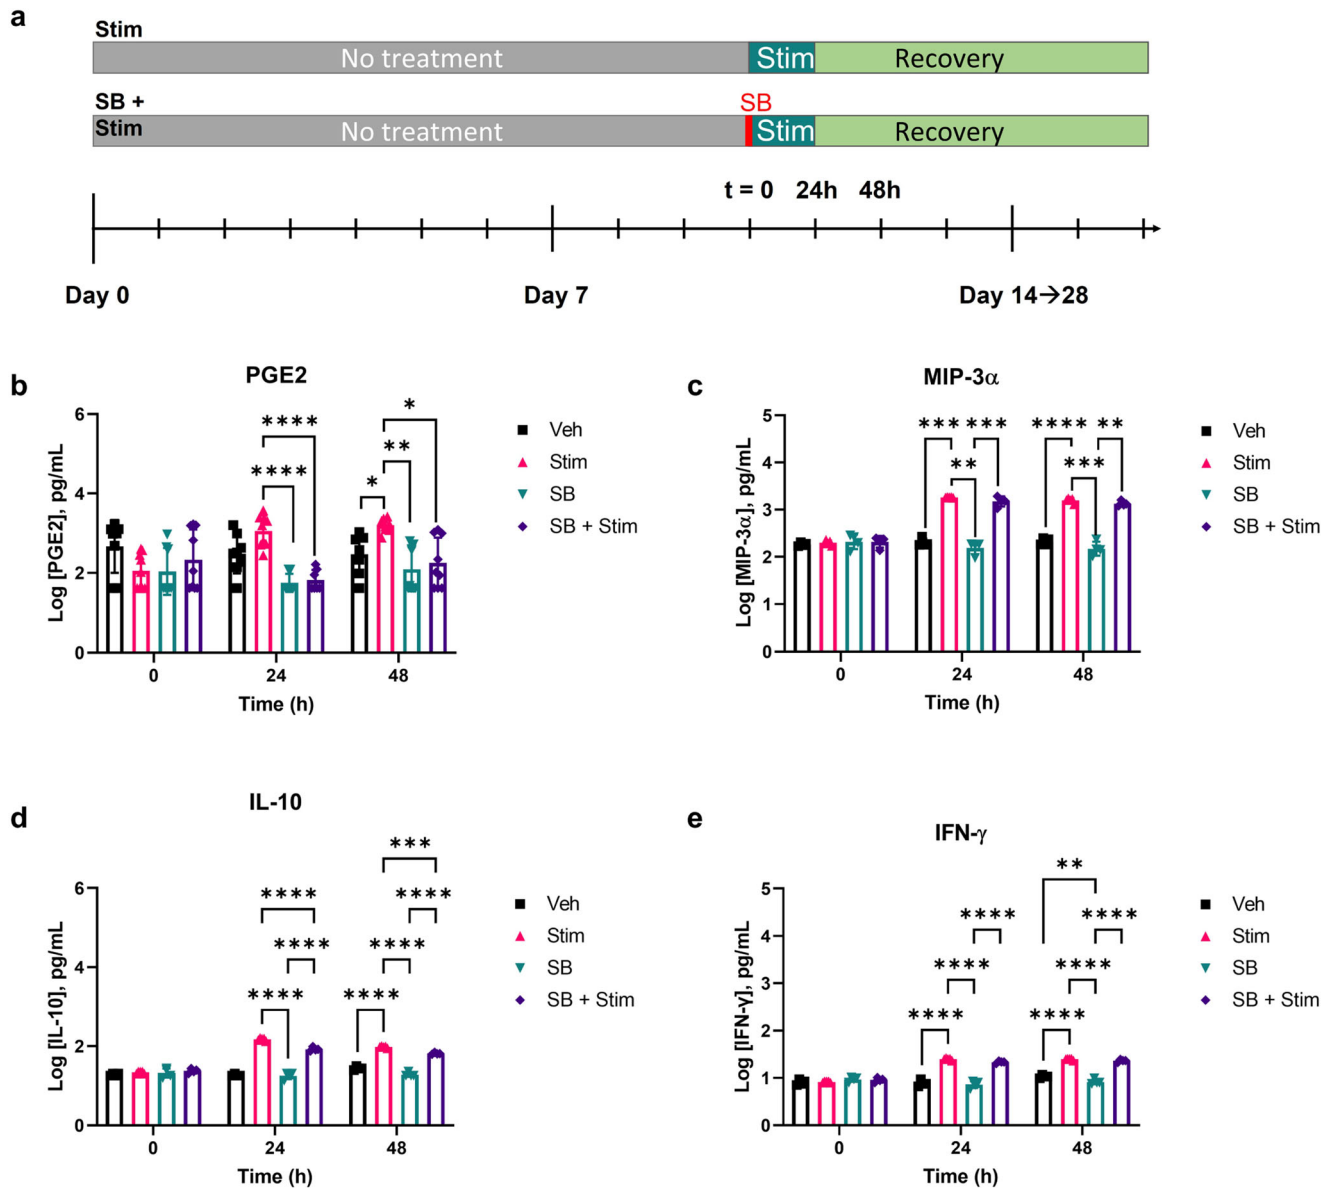 a
Stim
No treatment
Stim
Recovery
SB +
SB
Stim
No treatment
Stim
Recovery
t = 0 24h 48h
Day 0
Day 7
Day 14→28
b
PGE2
Log [PGE2], pg/mL
6
4
2
0
****
****
*
**
*
0
24
48
Time (h)
Veh
Stim
SB
SB + Stim
c
MIP-3α
Log [MIP-3α], pg/mL
5
4
3
2
1
0
*** ***
**
**** **
***
0
24
48
Time (h)
Veh
Stim
SB
SB + Stim
d
IL-10
Log [IL-10], pg/mL
6
4
2
0
***
**** ****
**** ****
**** ****
0
24
48
Time (h)
Veh
Stim
SB
SB + Stim
e
IFN-γ
Log [IFN-γ], pg/mL
5
4
3
2
1
0
**
**** ****
**** ****
**** ****
0
24
48
Time (h)
Veh
Stim
SB
SB + Stim